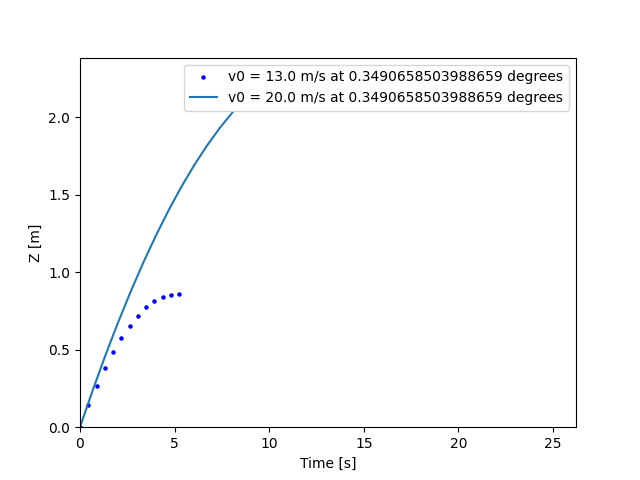 v0 = 13.0 m/s at 0.3490658503988659 degrees
v0 = 20.0 m/s at 0.3490658503988659 degrees
2.0
1.5
1.0
0.5
0.0
Z [m]
0 5 10 15 20 25
Time [s]